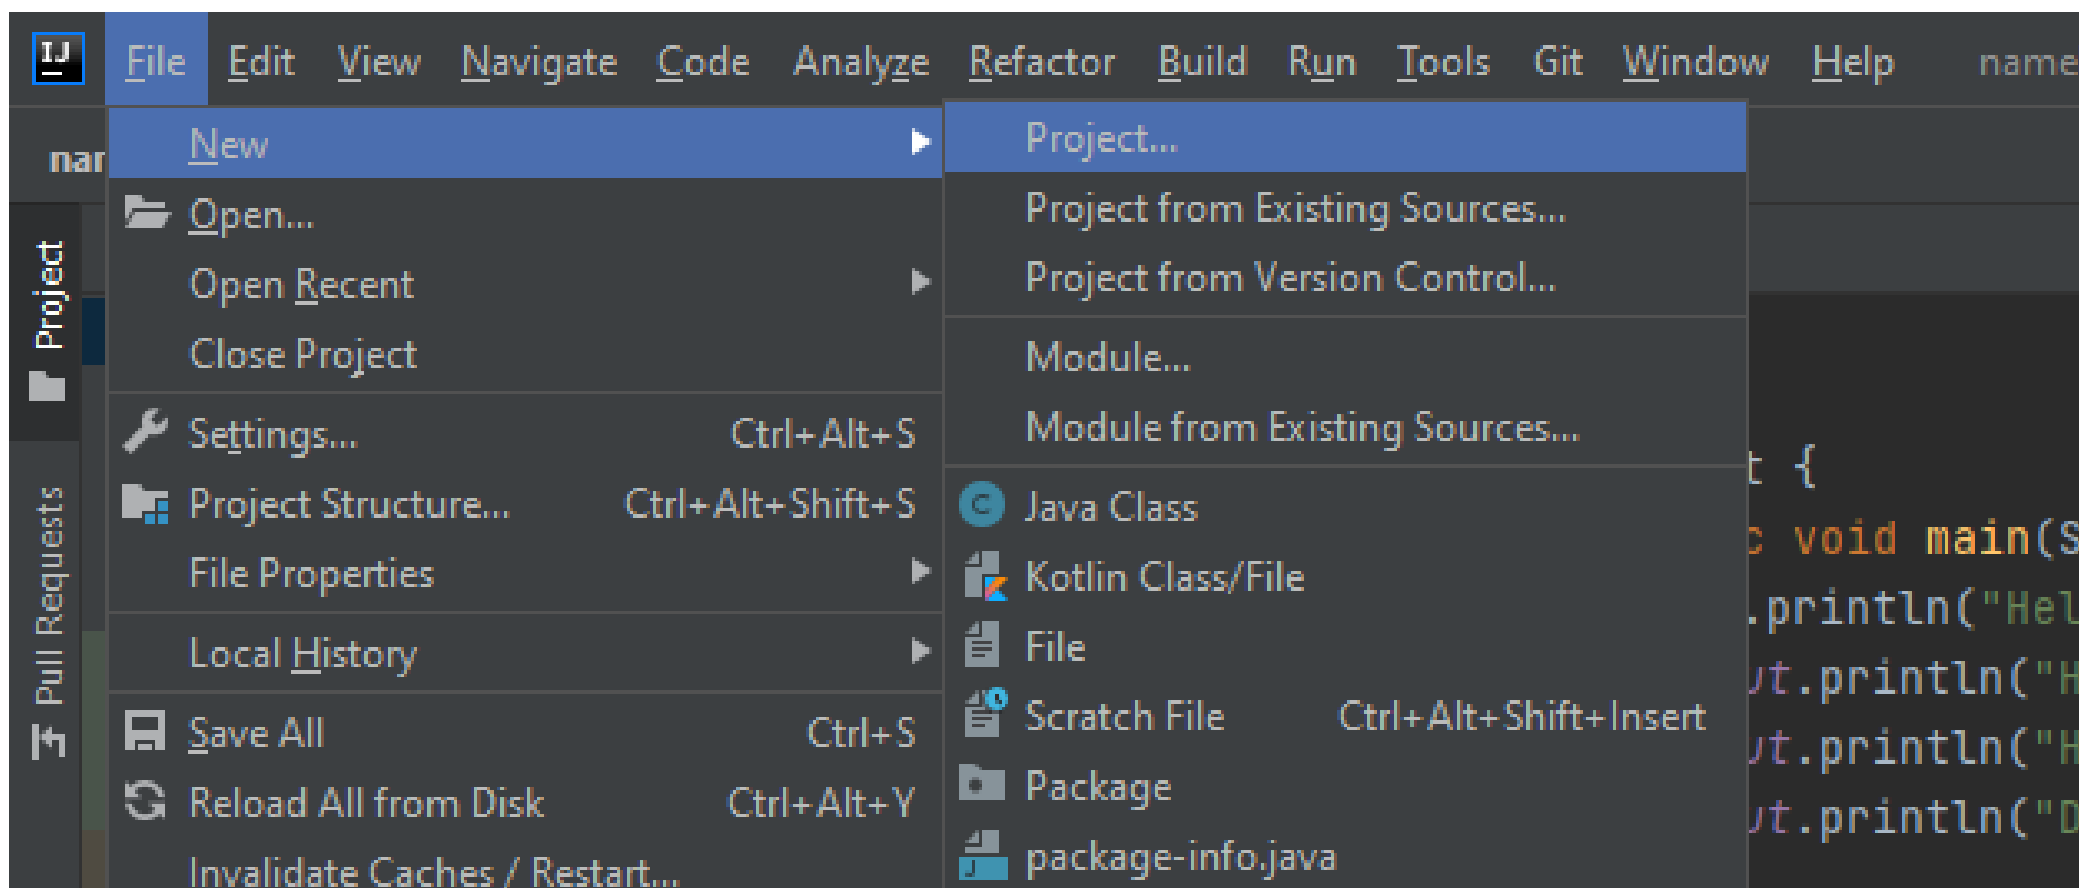 IJ File Edit View Navigate Code Analyze Refactor Build Run Tools Git Window Help name
nar
Project
Pull Requests
New
Open...
Open Recent
Close Project
Settings... Ctrl+Alt+S
Project Structure... Ctrl+Alt+Shift+S
File Properties
Local History
Save All Ctrl+S
Reload All from Disk Ctrl+Alt+Y
Invalidate Caches / Restart...
Project...
Project from Existing Sources...
Project from Version Control...
Module...
Module from Existing Sources...
Java Class
Kotlin Class/File
File
Scratch File Ctrl+Alt+Shift+Insert
Package
package-info.java
t {
c void main(S
.println("Hel
ut.println("H
ut.println("H
ut.println("D